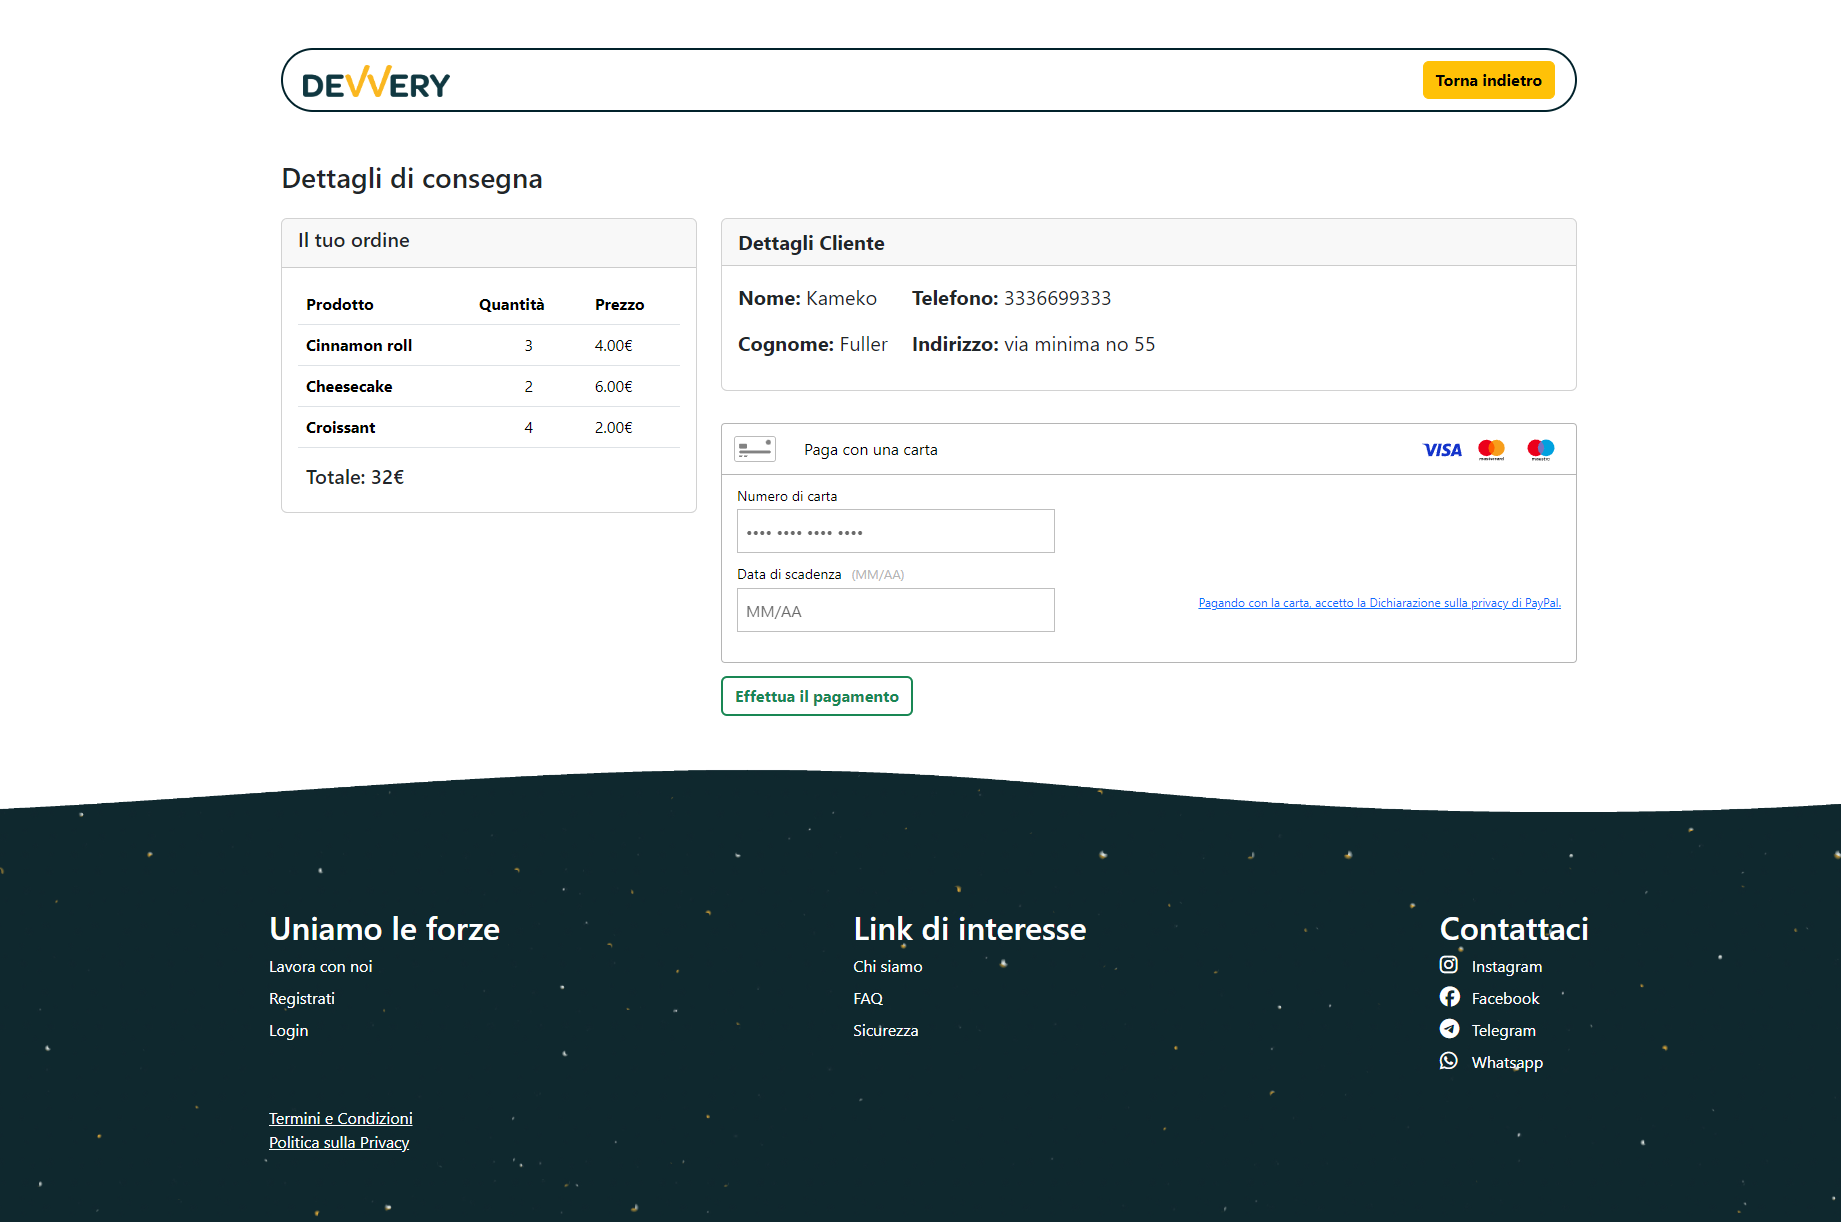 DEVVERY
Torna indietro
Dettagli di consegna
Il tuo ordine
Prodotto Quantità Prezzo
Cinnamon roll 3 4.00€
Cheesecake 2 6.00€
Croissant 4 2.00€
Totale: 32€
Dettagli Cliente
Nome: Kameko Telefono: 3336699333
Cognome: Fuller Indirizzo: via minima no 55
Paga con una carta VISA mastercard maestro
Numero di carta
•••• •••• •••• ••••
Data di scadenza (MM/AA)
MM/AA
Pagando con la carta, accetto la Dichiarazione sulla privacy di PayPal.
Effettua il pagamento
Uniamo le forze
Lavora con noi
Registrati
Login
Link di interesse
Chi siamo
FAQ
Sicurezza
Contattaci
Instagram
Facebook
Telegram
Whatsapp
Termini e Condizioni
Politica sulla Privacy